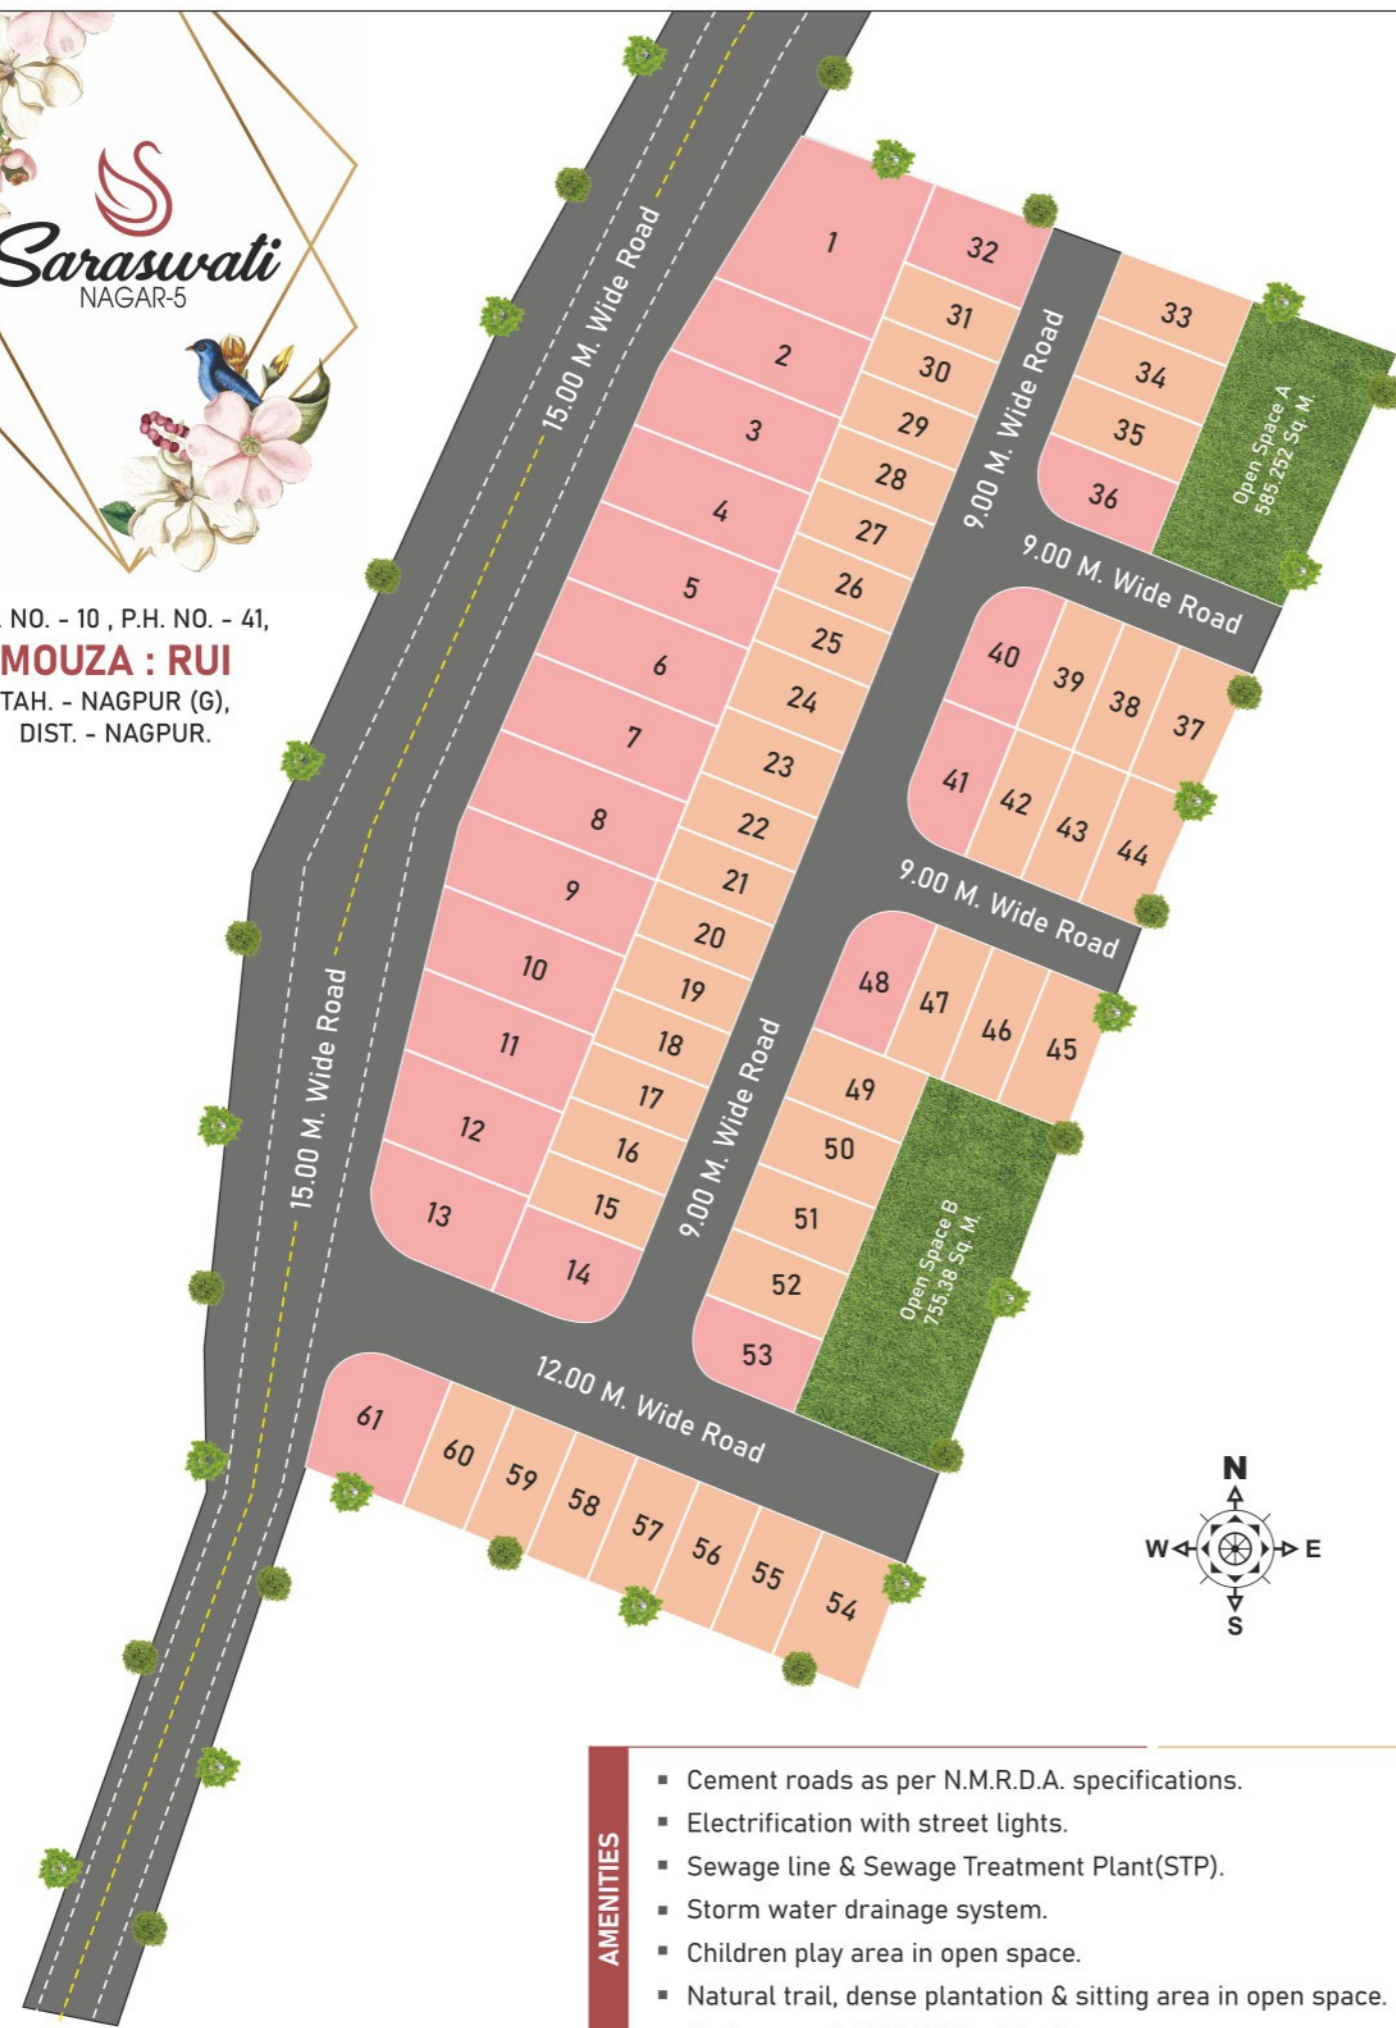 Saraswati
NAGAR-5
. NO. - 10 , P.H. NO. - 41,
MOUZA : RUI
TAH. - NAGPUR (G),
DIST. - NAGPUR.
15.00 M. Wide Road
15.00 M. Wide Road
1
2
3
4
5
6
7
8
9
10
11
12
13
14
15
16
17
18
19
20
21
22
23
24
25
26
27
28
29
30
31
32
9.00 M. Wide Road
9.00 M. Wide Road
33
34
35
36
Open Space A
585.252 Sq. M.
9.00 M. Wide Road
40
39
38
37
41
42
43
44
9.00 M. Wide Road
48
47
46
45
49
50
51
52
53
Open Space B
755.38 Sq. M.
12.00 M. Wide Road
61
60
59
58
57
56
55
54
N
W
E
S
AMENITIES
▪ Cement roads as per N.M.R.D.A. specifications.
▪ Electrification with street lights.
▪ Sewage line & Sewage Treatment Plant(STP).
▪ Storm water drainage system.
▪ Children play area in open space.
▪ Natural trail, dense plantation & sitting area in open space.